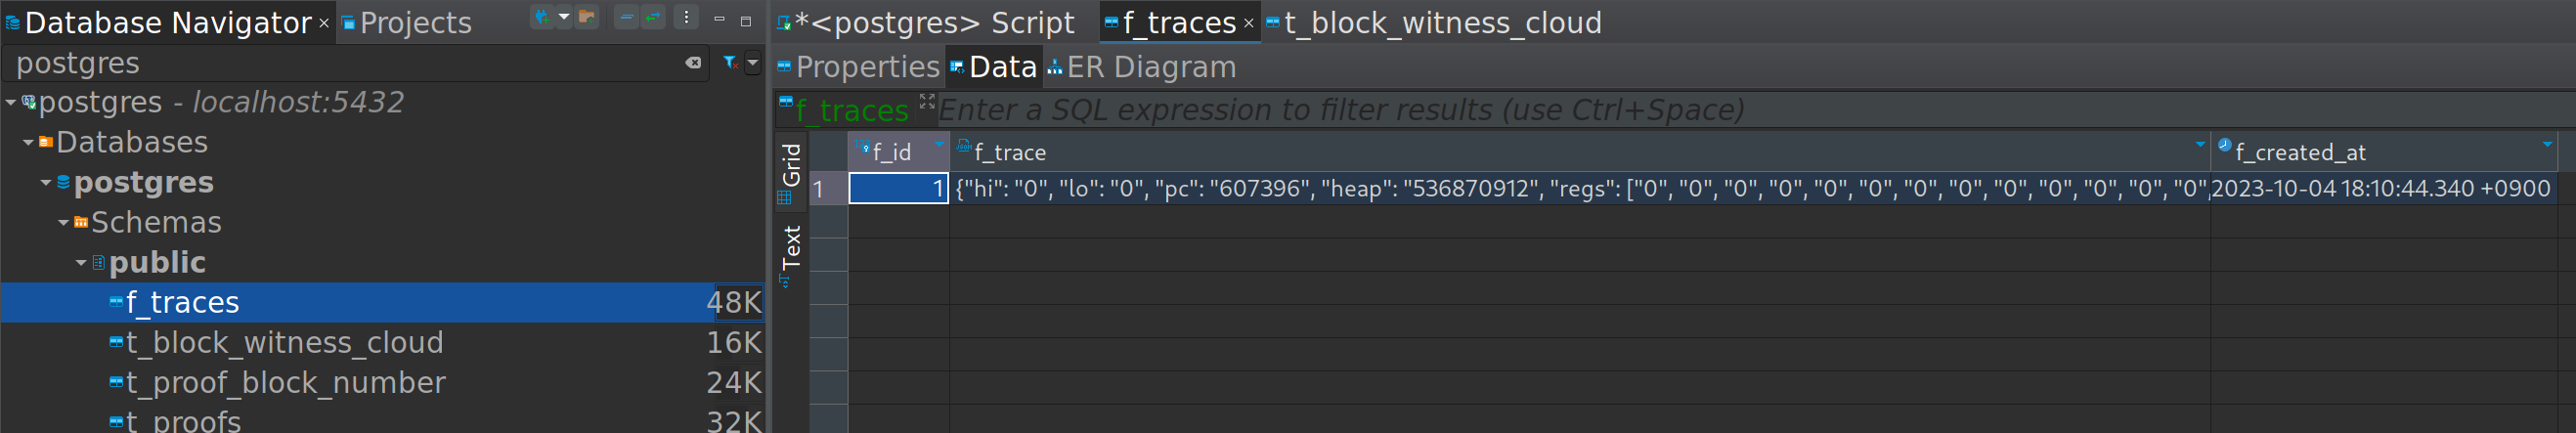 Database Navigator × Projects
postgres
postgres - localhost:5432
Databases
postgres
Schemas
public
f_traces 48K
t_block_witness_cloud 16K
t_proof_block_number 24K
t_proofs 32K
*<postgres> Script f_traces × t_block_witness_cloud
Properties Data ER Diagram
f_traces Enter a SQL expression to filter results (use Ctrl+Space)
Grid
Text
f_id f_trace f_created_at
1 1 {"hi": "0", "lo": "0", "pc": "607396", "heap": "536870912", "regs": ["0", "0", "0", "0", "0", "0", "0", "0", "0", "0", "0", "0", "0", 2023-10-04 18:10:44.340 +0900